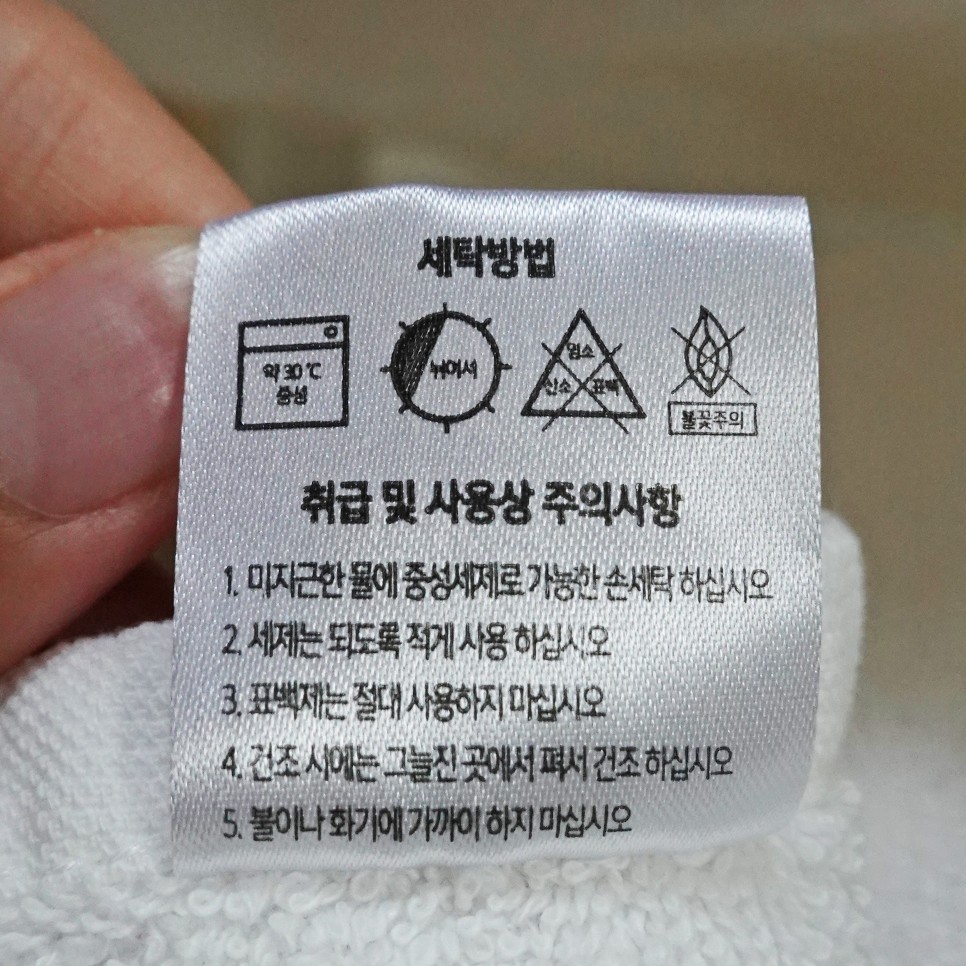 세탁방법
약 30 ℃
중성
뉘어서
염소
산소 표백
불꽃주의
취급 및 사용상 주의사항
1. 미지근한 물에 중성세제로 가능한 손세탁 하십시오
2. 세제는 되도록 적게 사용 하십시오
3. 표백제는 절대 사용하지 마십시오
4. 건조 시에는 그늘진 곳에서 펴서 건조 하십시오
5. 불이나 화기에 가까이 하지 마십시오